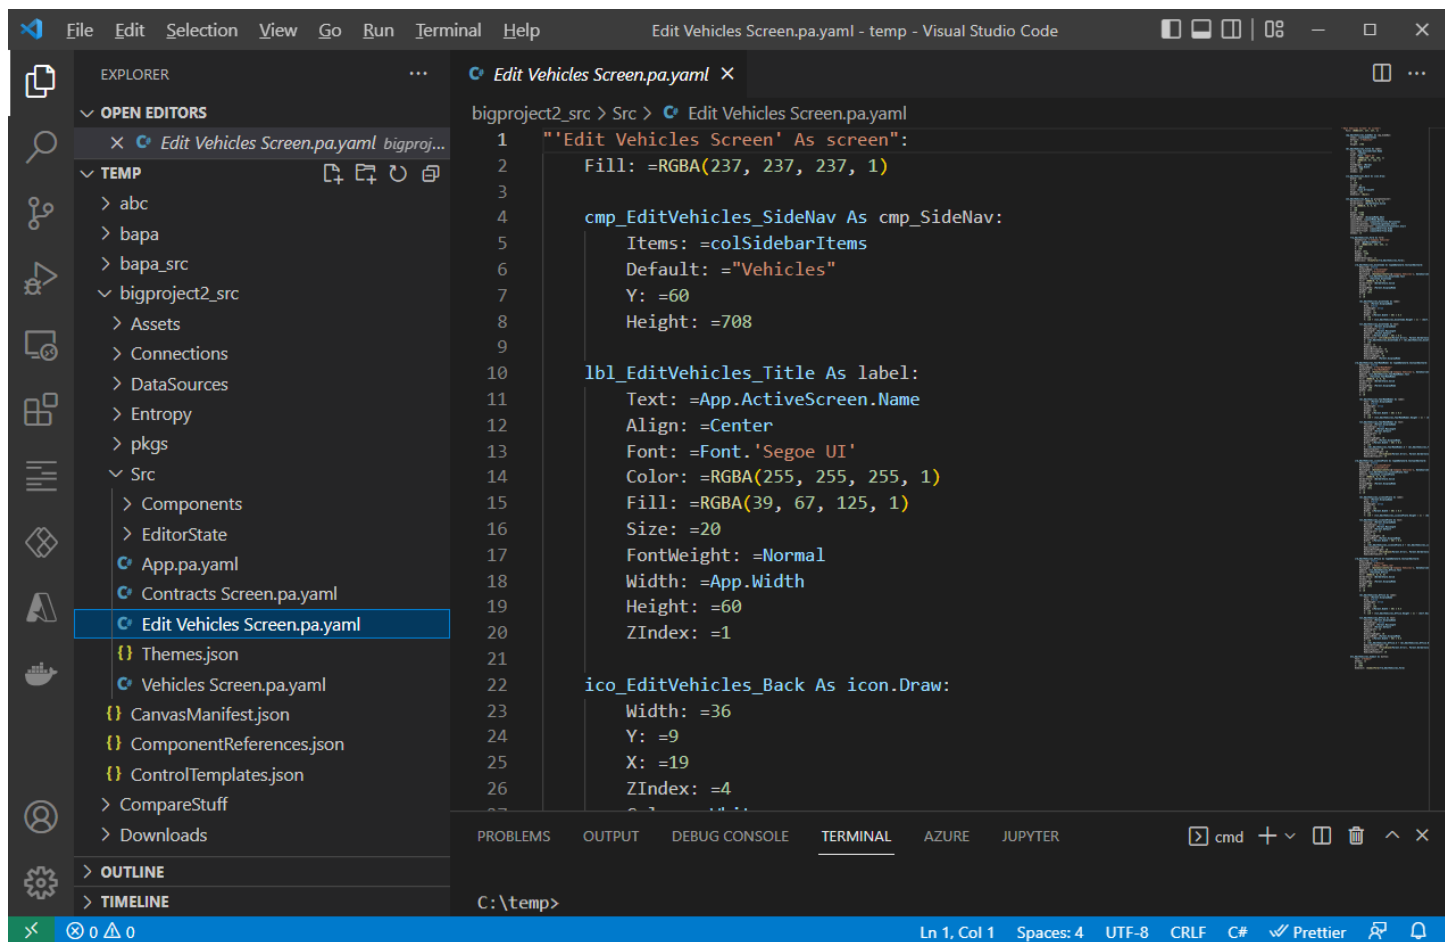 File Edit Selection View Go Run Terminal Help
Edit Vehicles Screen.pa.yaml - temp - Visual Studio Code
EXPLORER
OPEN EDITORS
Edit Vehicles Screen.pa.yaml bigproj...
TEMP
abc
bapa
bapa_src
bigproject2_src
Assets
Connections
DataSources
Entropy
pkgs
Src
Components
EditorState
App.pa.yaml
Contracts Screen.pa.yaml
Edit Vehicles Screen.pa.yaml
Themes.json
Vehicles Screen.pa.yaml
CanvasManifest.json
ComponentReferences.json
ControlTemplates.json
CompareStuff
Downloads
OUTLINE
TIMELINE
Edit Vehicles Screen.pa.yaml
bigproject2_src > Src > Edit Vehicles Screen.pa.yaml
1 "'Edit Vehicles Screen' As screen":
2 Fill: =RGBA(237, 237, 237, 1)
3
4 cmp_EditVehicles_SideNav As cmp_SideNav:
5 Items: =colSidebarItems
6 Default: ="Vehicles"
7 Y: =60
8 Height: =708
9
10 lbl_EditVehicles_Title As label:
11 Text: =App.ActiveScreen.Name
12 Align: =Center
13 Font: =Font.'Segoe UI'
14 Color: =RGBA(255, 255, 255, 1)
15 Fill: =RGBA(39, 67, 125, 1)
16 Size: =20
17 FontWeight: =Normal
18 Width: =App.Width
19 Height: =60
20 ZIndex: =1
21
22 ico_EditVehicles_Back As icon.Draw:
23 Width: =36
24 Y: =9
25 X: =19
26 ZIndex: =4
PROBLEMS OUTPUT DEBUG CONSOLE TERMINAL AZURE JUPYTER cmd
C:\temp>
0 0 Ln 1, Col 1 Spaces: 4 UTF-8 CRLF C# Prettier